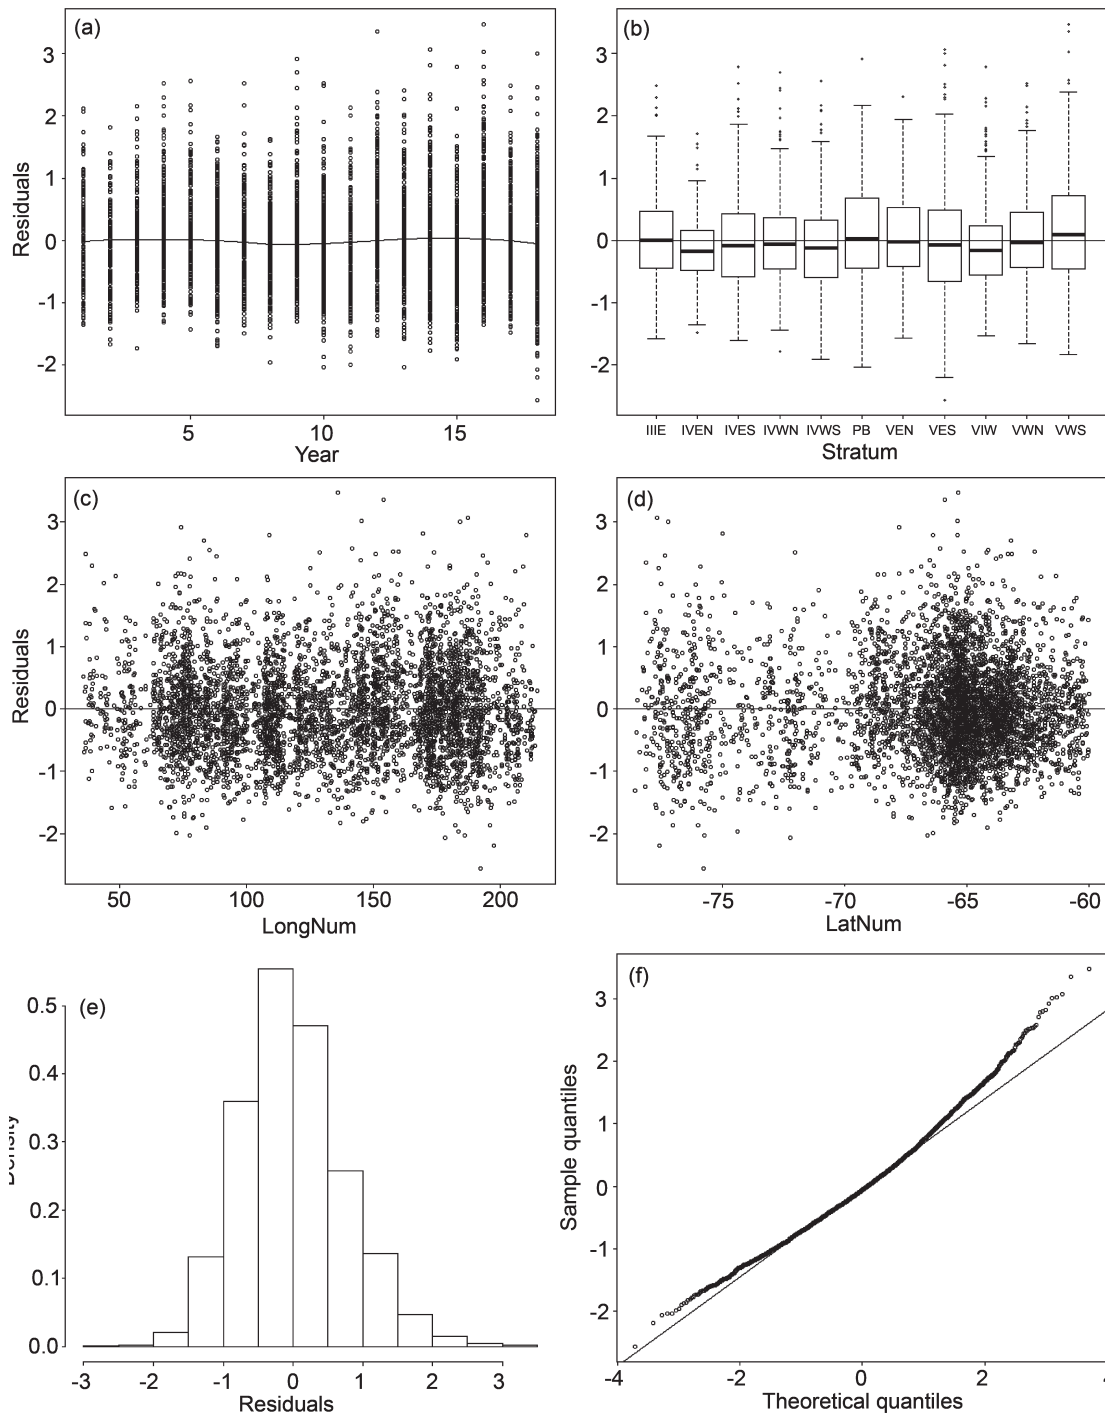 (a)
3
2
1
0
-1
-2
Residuals
5 10 15
Year
(b)
3
2
1
0
-1
-2
IIIE IVEN IVES IVWN IVWS PB VEN VES VIW VWN VWS
Stratum
(c)
3
2
1
0
-1
-2
Residuals
50 100 150 200
LongNum
(d)
3
2
1
0
-1
-2
-75 -70 -65 -60
LatNum
(e)
0.5
0.4
0.3
0.2
0.1
0.0
Density
-3 -2 -1 0 1 2 3
Residuals
(f)
3
2
1
0
-1
-2
Sample quantiles
-4 -2 0 2
Theoretical quantiles